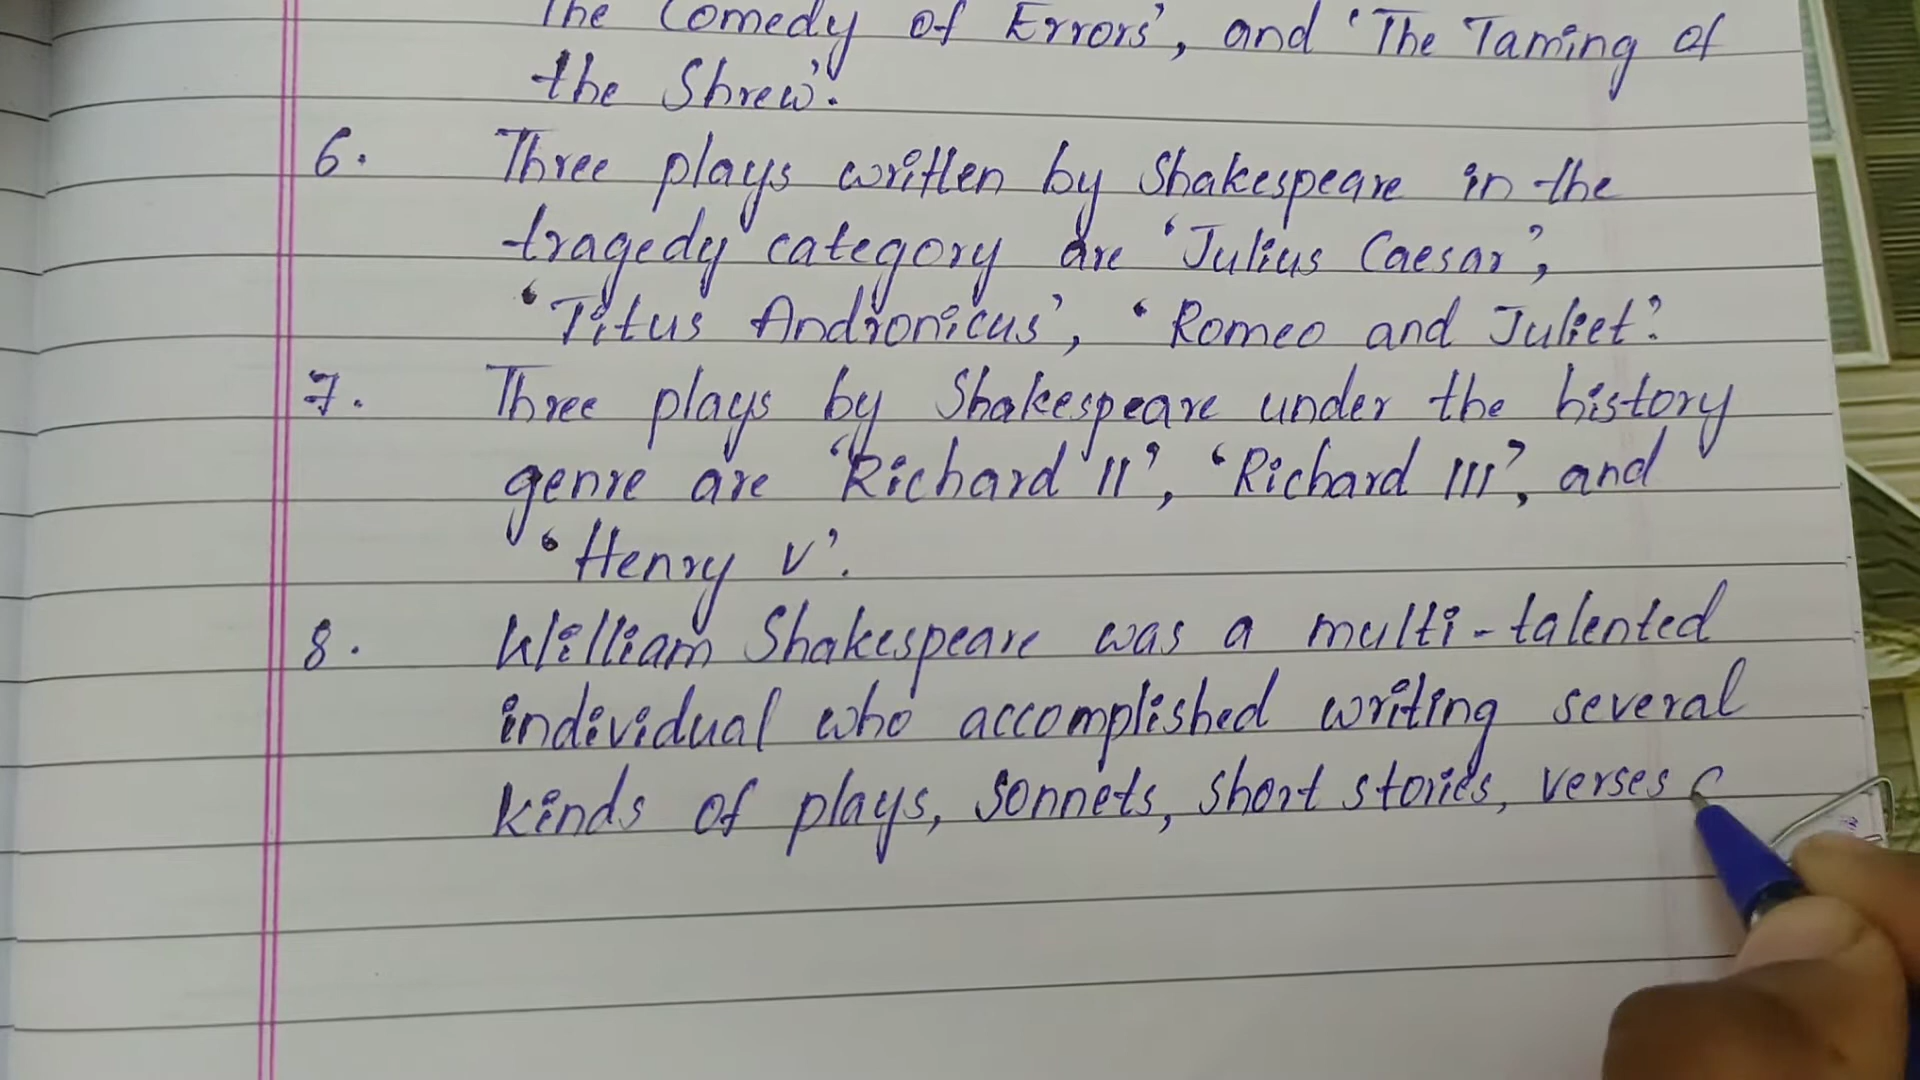 The Comedy of Errors', and 'The Taming of
the Shrew'.
6. Three plays written by Shakespeare in the
tragedy category are 'Julius Caesar',
'Titus Andronicus', 'Romeo and Juliet'.
7. Three plays by Shakespeare under the history
genre are 'Richard II', 'Richard III', and
'Henry V'.
8. William Shakespeare was a multi-talented
individual who accomplished writing several
kinds of plays, sonnets, short stories, verses